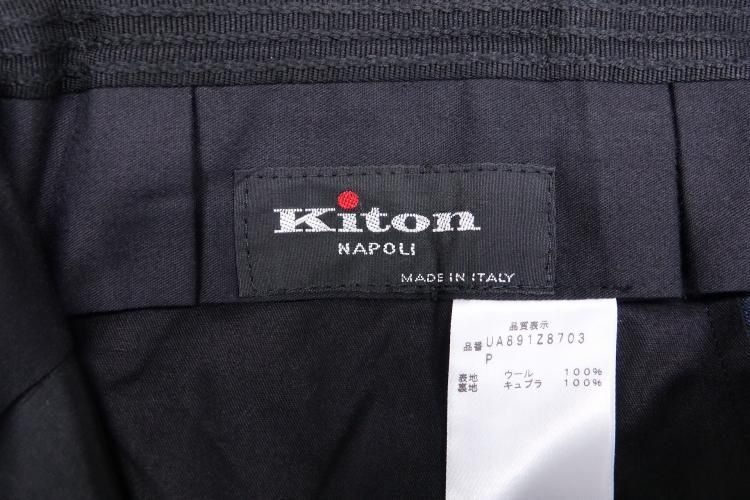 Kiton
NAPOLI
MADE IN ITALY
品質表示
品番 UA891Z8703
P
表地 ウール 100%
裏地 キュプラ 100%